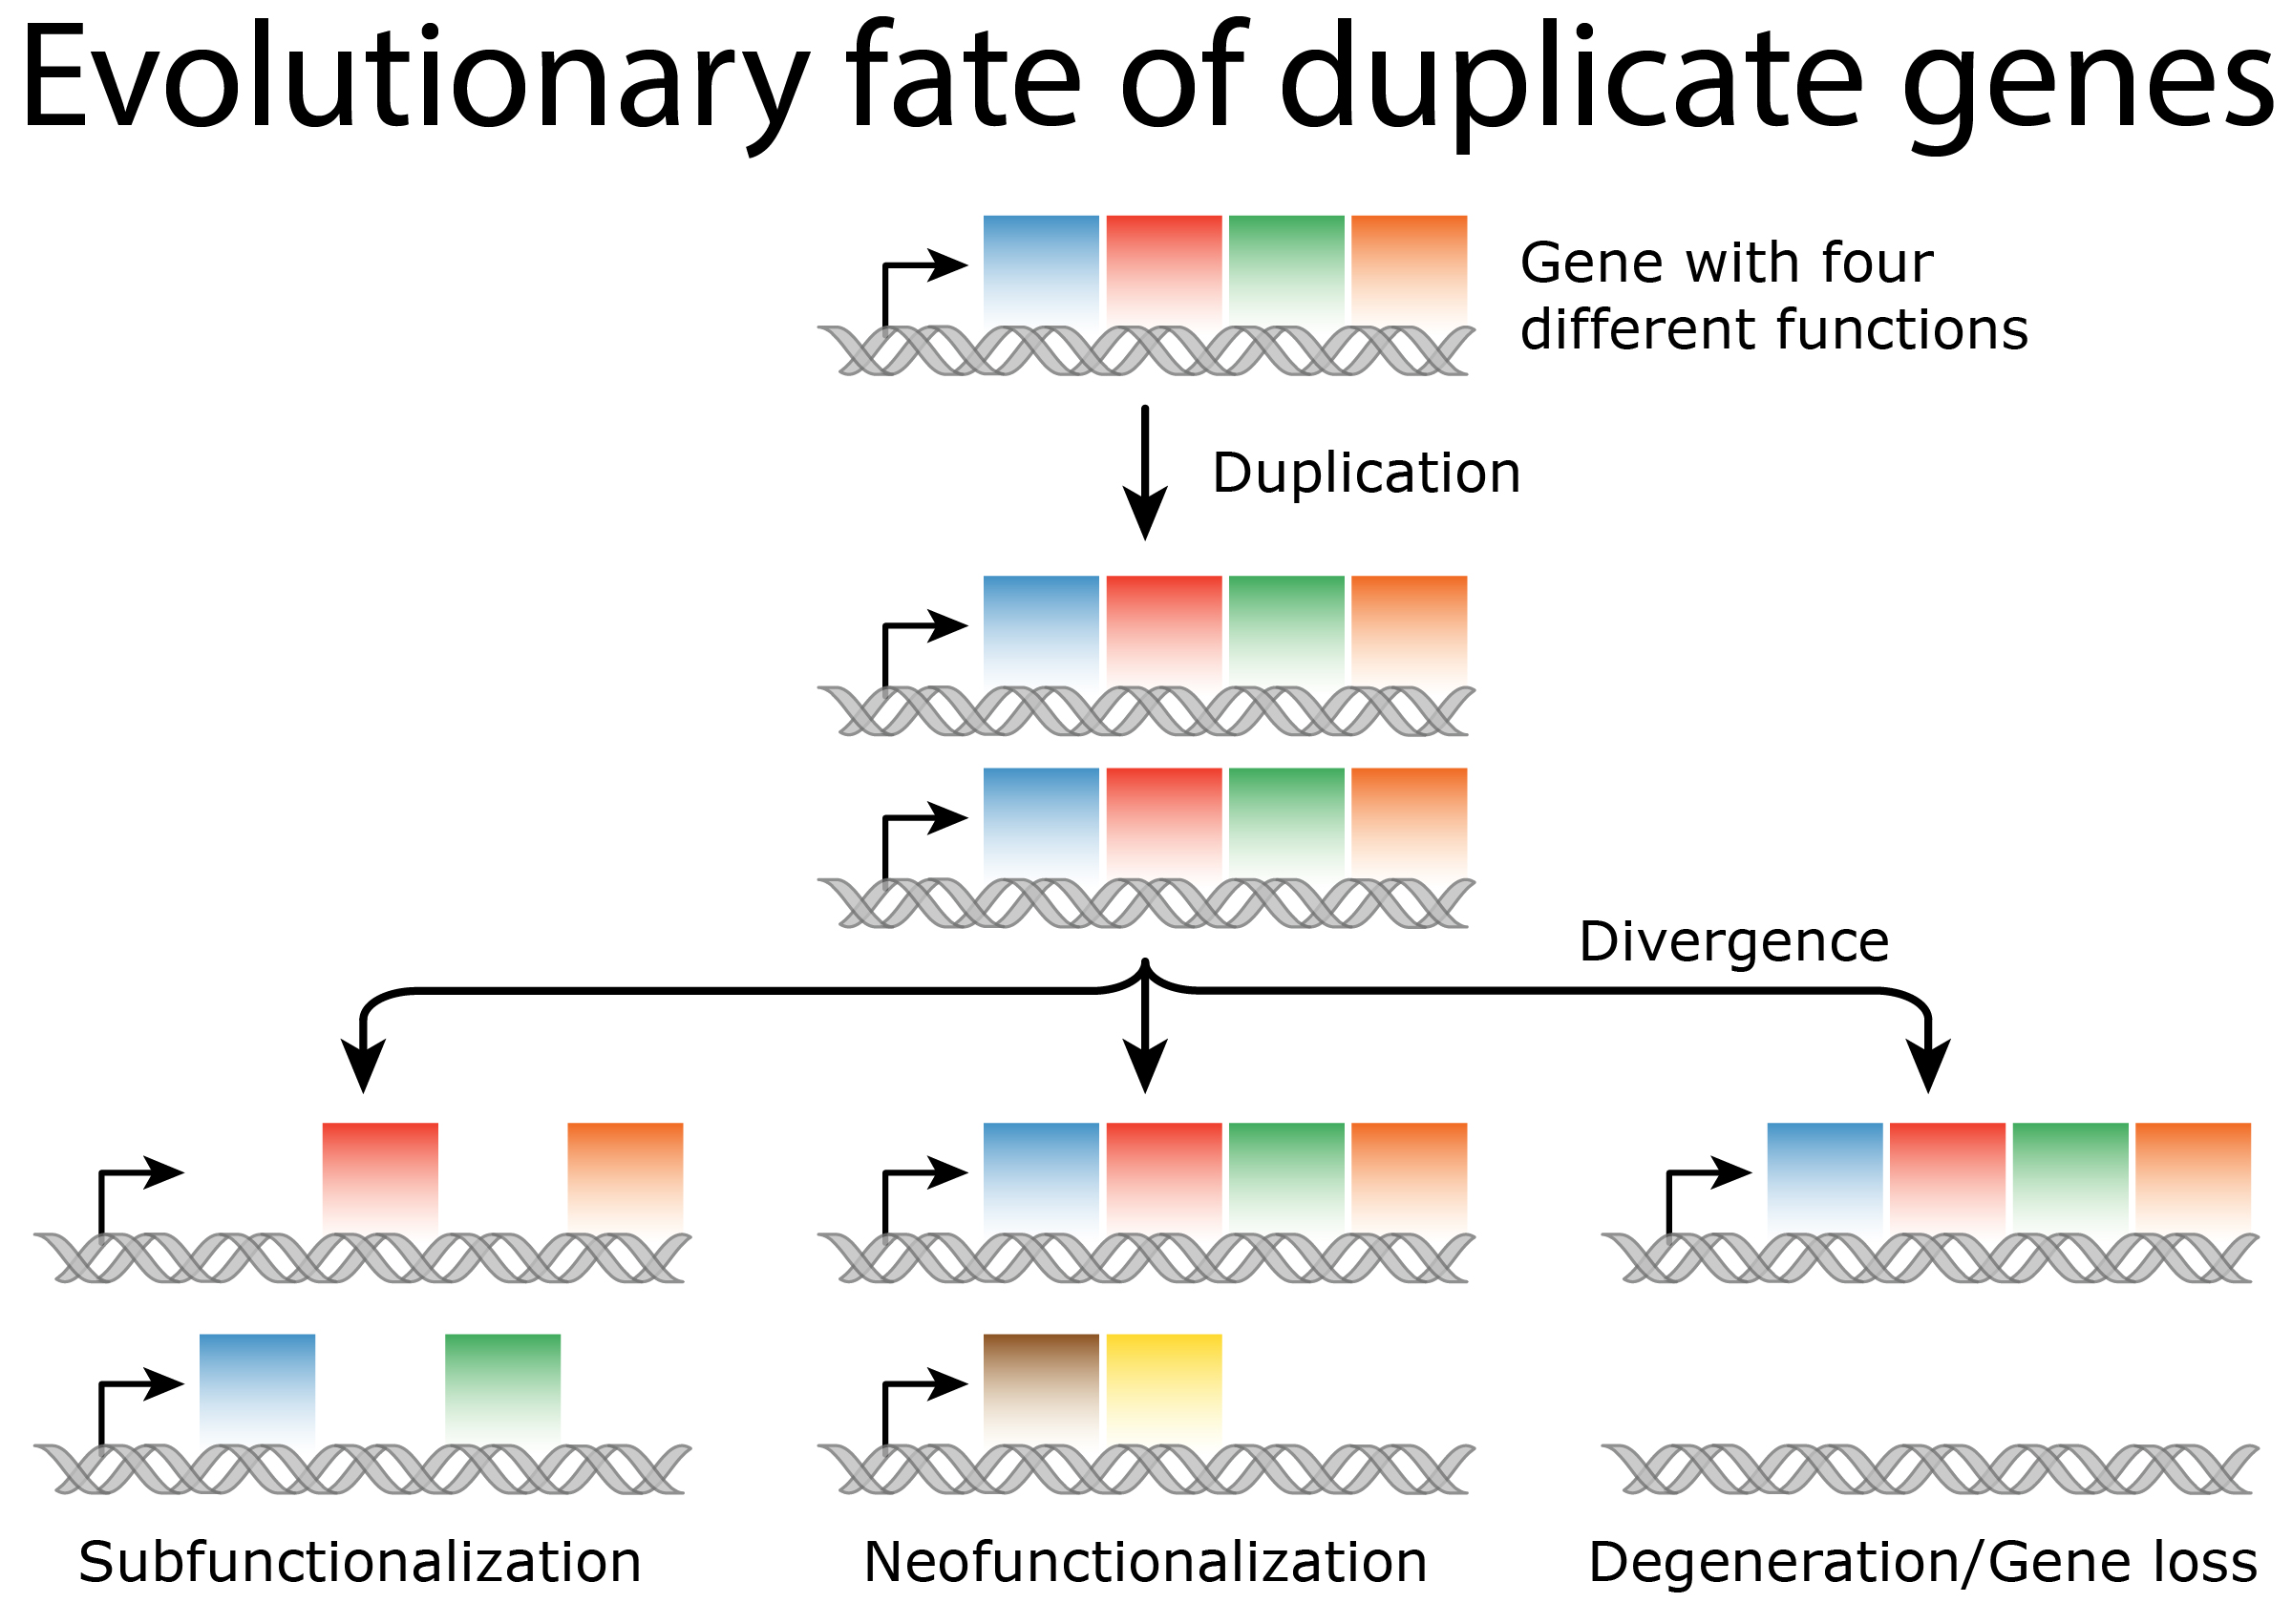 Evolutionary fate of duplicate genes
Gene with four
different functions
Duplication
Divergence
Subfunctionalization
Neofunctionalization
Degeneration/Gene loss